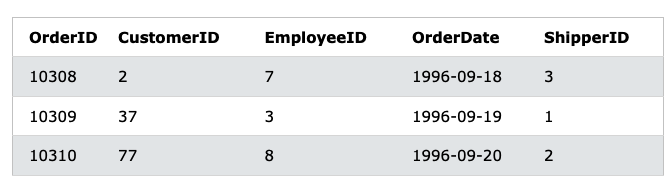 OrderID CustomerID EmployeeID OrderDate ShipperID
10308 2 7 1996-09-18 3
10309 37 3 1996-09-19 1
10310 77 8 1996-09-20 2